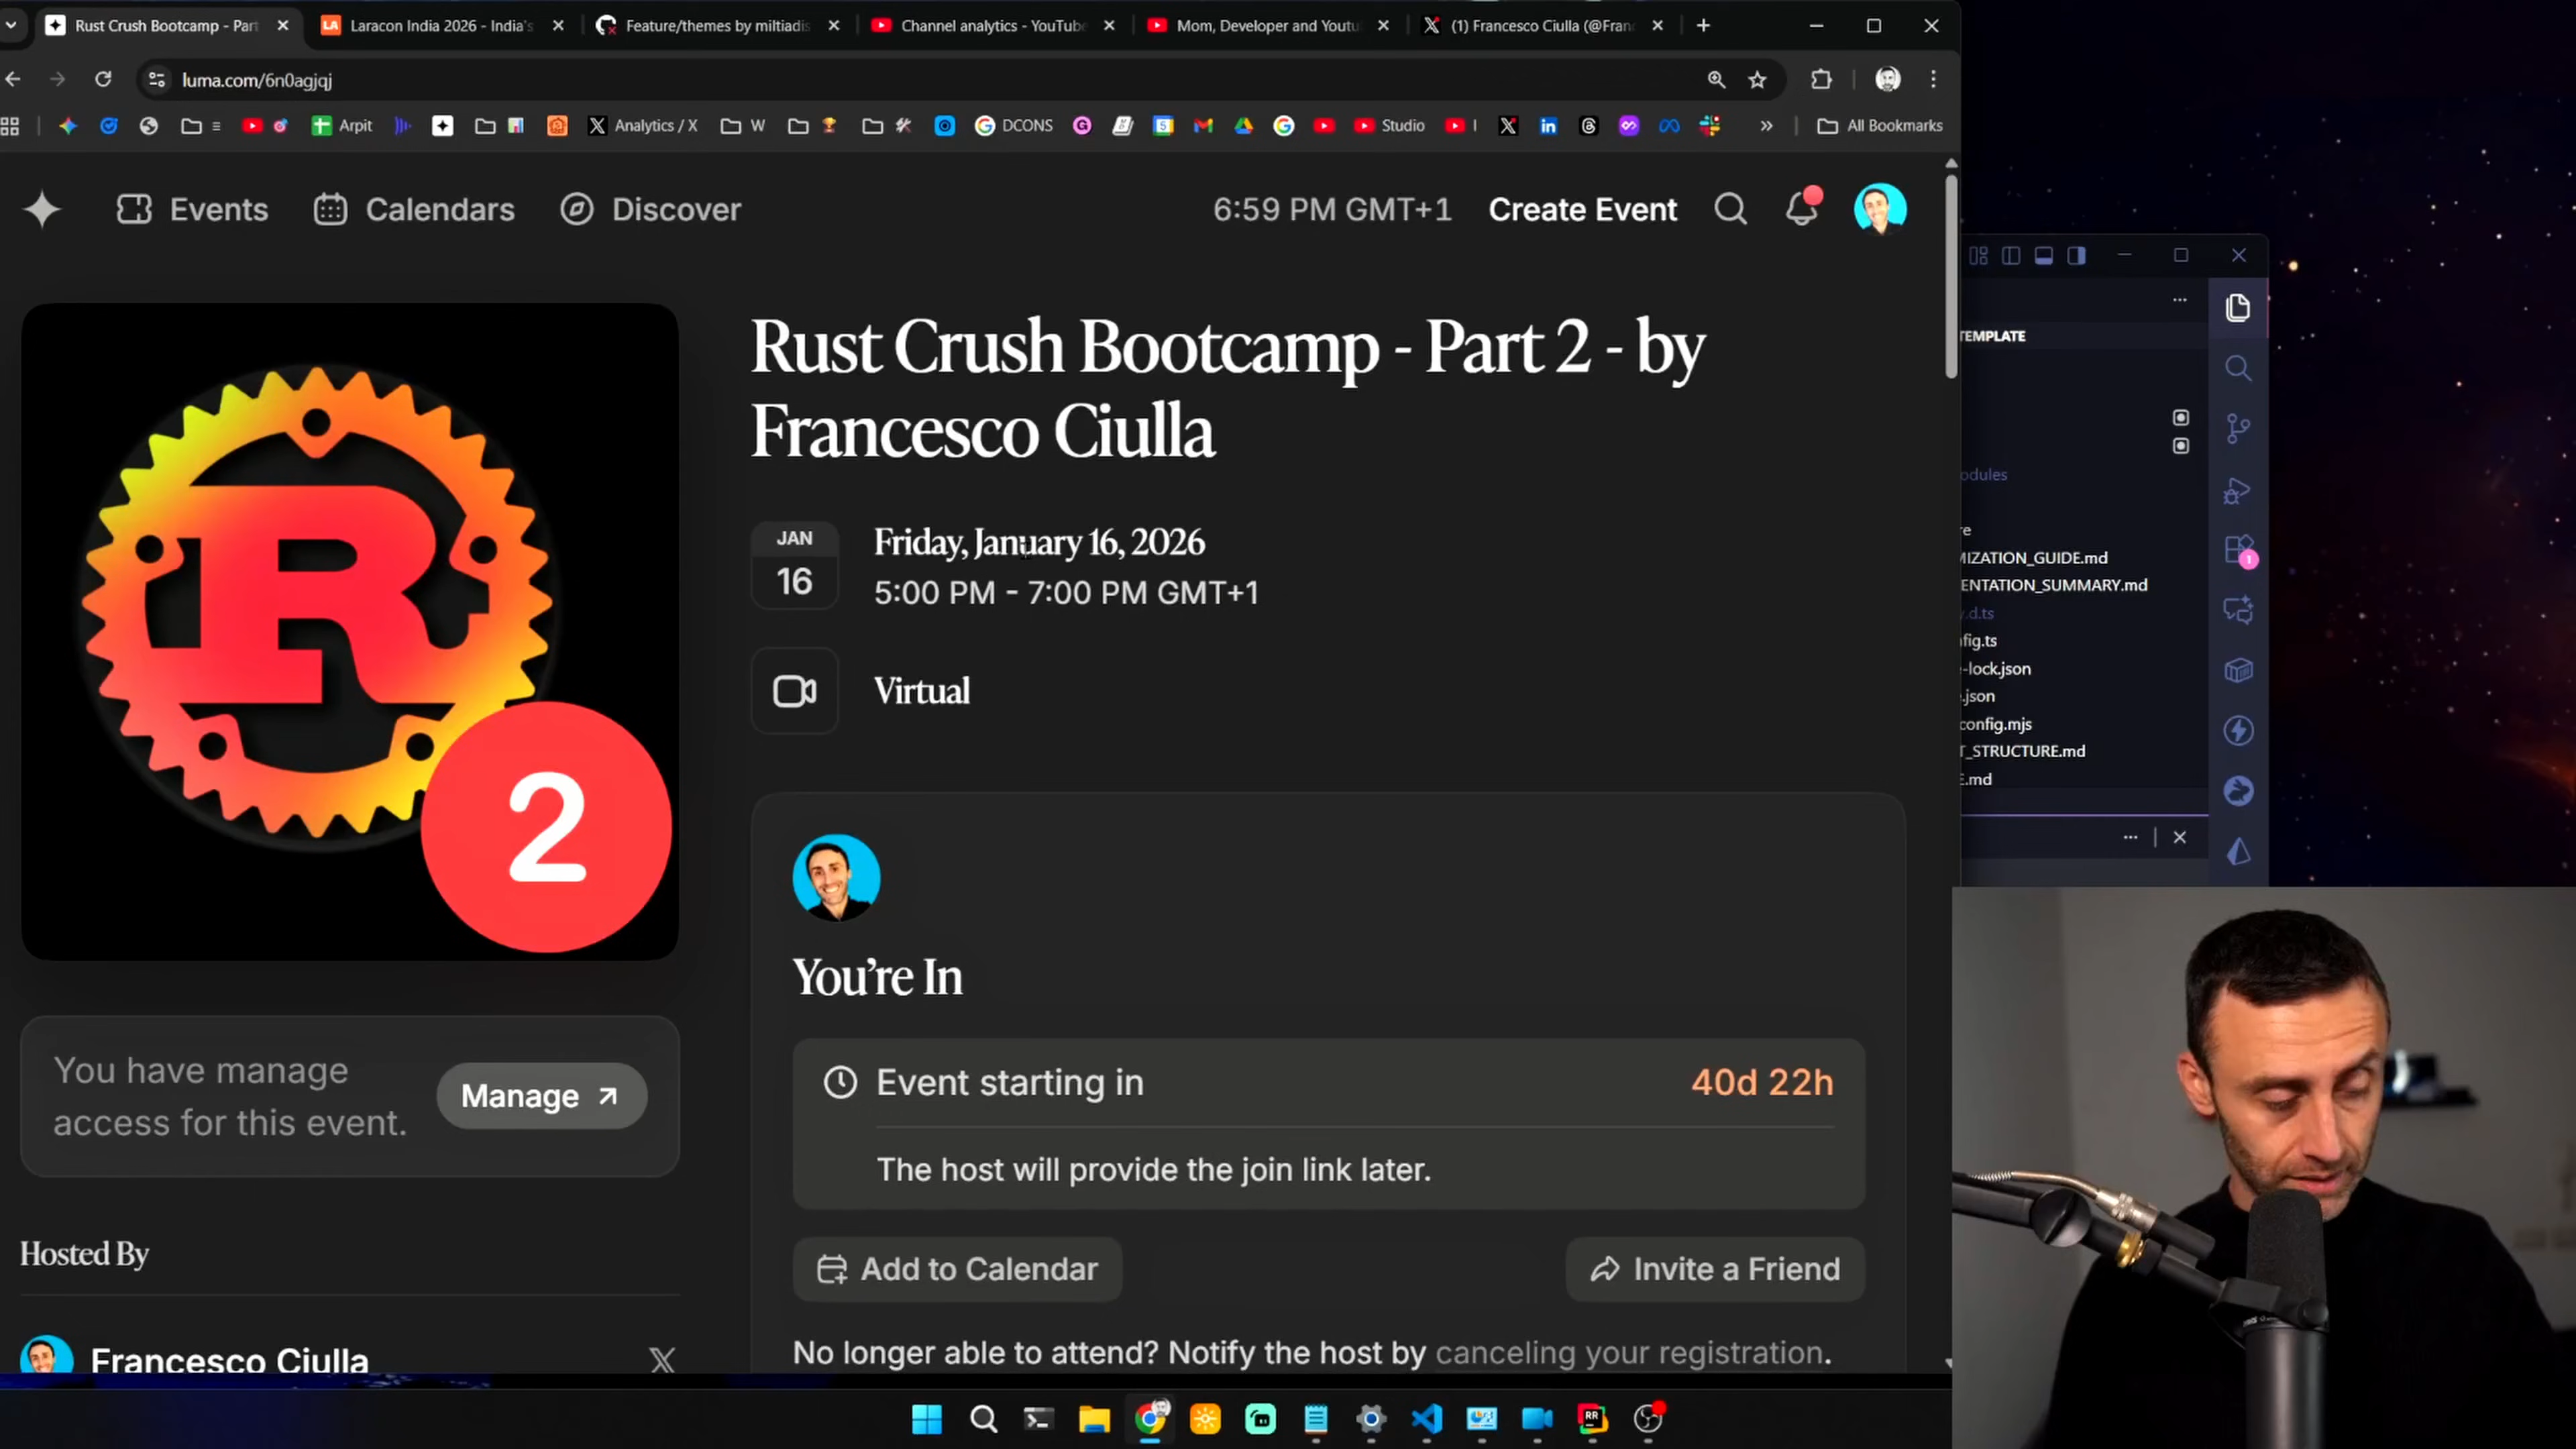 Rust Crush Bootcamp - Part
Laracon India 2026 - India's
Feature/themes by miltiadis
Channel analytics - YouTube
Mom, Developer and Youtu
(1) Francesco Ciulla (@Fran
luma.com/6n0agjqj
Arpit
Analytics / X
W
DCONS
Studio
All Bookmarks
Events
Calendars
Discover
6:59 PM GMT+1
Create Event
Rust Crush Bootcamp - Part 2 - by
Francesco Ciulla
JAN
16
Friday, January 16, 2026
5:00 PM - 7:00 PM GMT+1
Virtual
R
2
You're In
Event starting in
40d 22h
The host will provide the join link later.
Add to Calendar
Invite a Friend
No longer able to attend? Notify the host by canceling your registration.
You have manage
access for this event.
Manage
Hosted By
Francesco Ciulla
TEMPLATE
odules
re
MIZATION_GUIDE.md
ENTATION_SUMMARY.md
.d.ts
fig.ts
-lock.json
.json
config.mjs
T_STRUCTURE.md
E.md
1